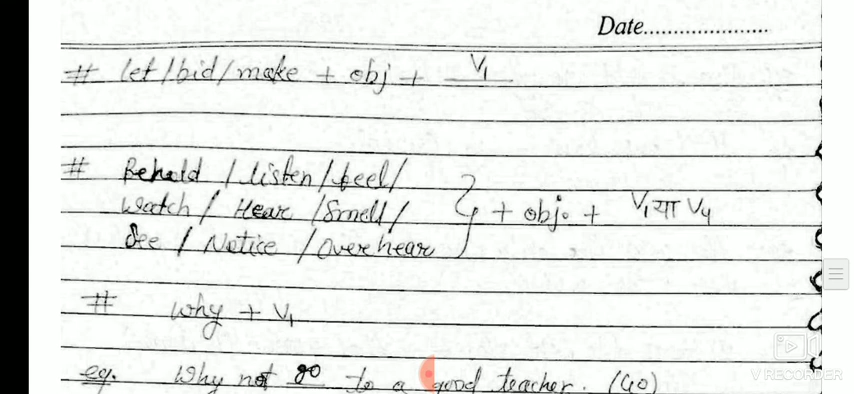 Date......................
# let/bid/make + obj + V₁
# Behold / listen / feel /
watch / Hear / Smell /
See / Notice / Overhear } + obj. + V₁ या V₄
# Why + V₁
eg. Why not go to a good teacher. (Go)
V RECORDER